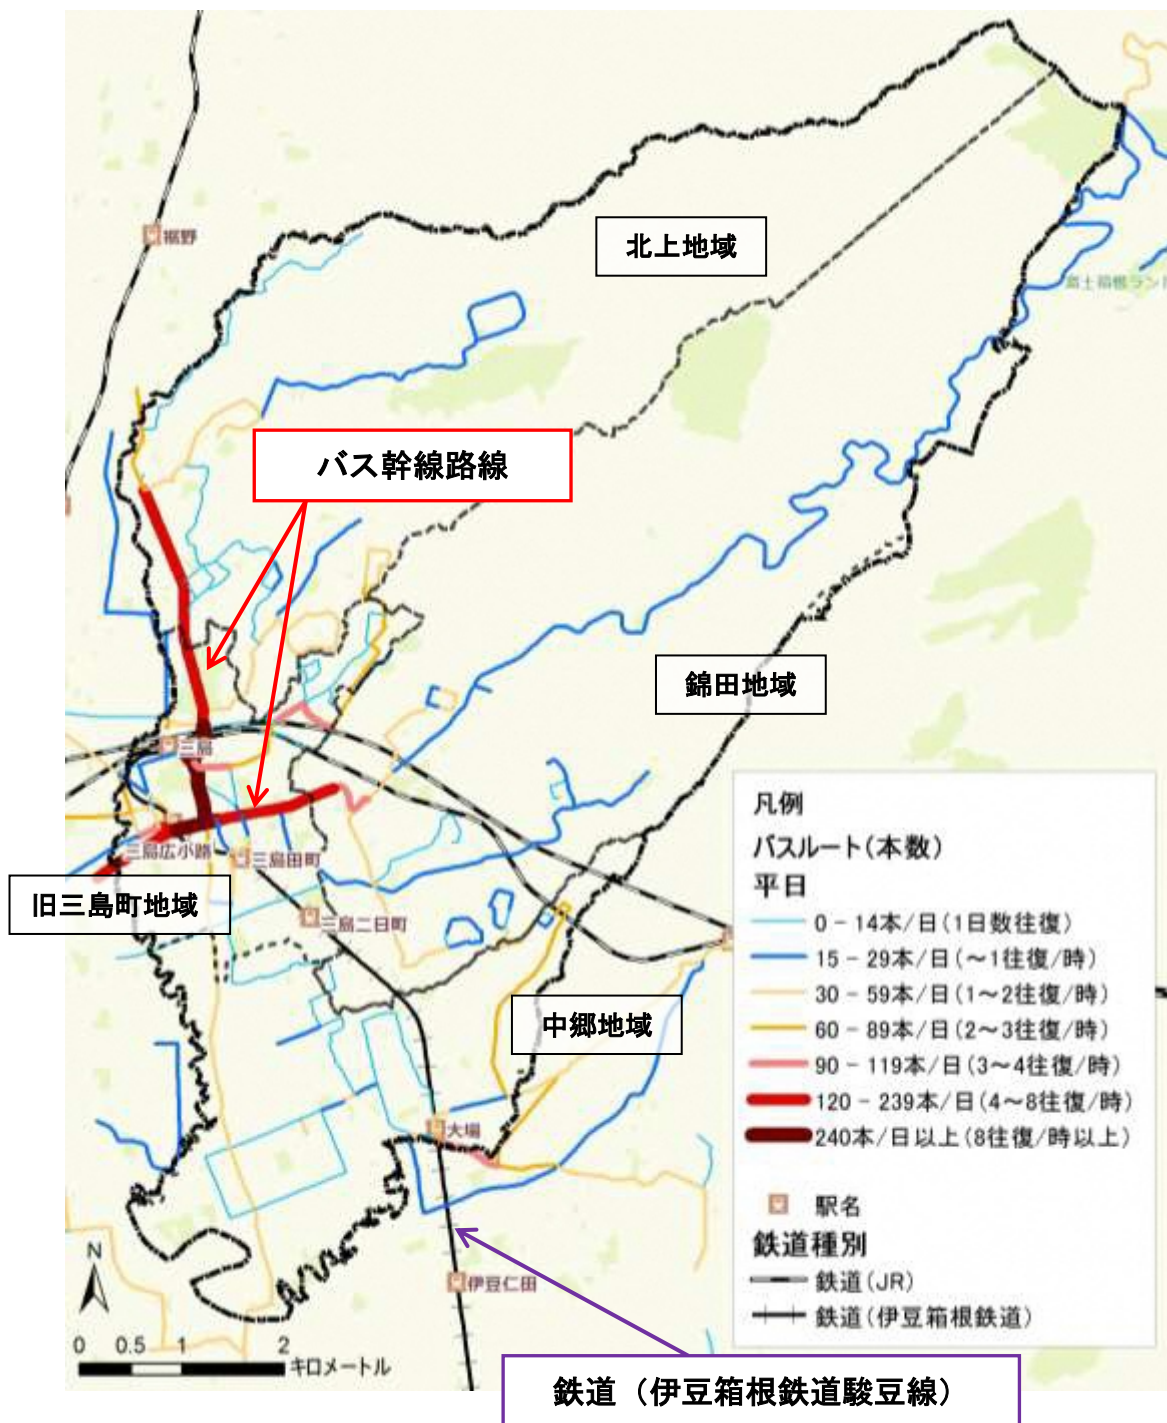 裾野
北上地域
富士箱根ランド
バス幹線路線
錦田地域
三島
三島広小路
三島田町
旧三島町地域
三島二日町
中郷地域
大場
伊豆仁田
凡例
バスルート(本数)
平日
0 - 14本/日(1日数往復)
15 - 29本/日(~1往復/時)
30 - 59本/日(1~2往復/時)
60 - 89本/日(2~3往復/時)
90 - 119本/日(3~4往復/時)
120 - 239本/日(4~8往復/時)
240本/日以上(8往復/時以上)
駅名
鉄道種別
鉄道(JR)
鉄道(伊豆箱根鉄道)
N
0 0.5 1 2
キロメートル
鉄道（伊豆箱根鉄道駿豆線）